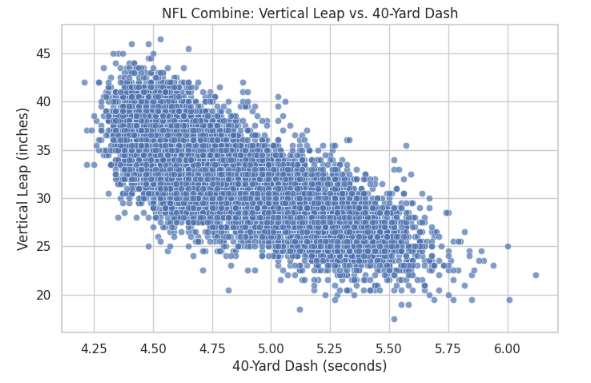 NFL Combine: Vertical Leap vs. 40-Yard Dash
Vertical Leap (inches)
45
40
35
30
25
20
4.25 4.50 4.75 5.00 5.25 5.50 5.75 6.00
40-Yard Dash (seconds)